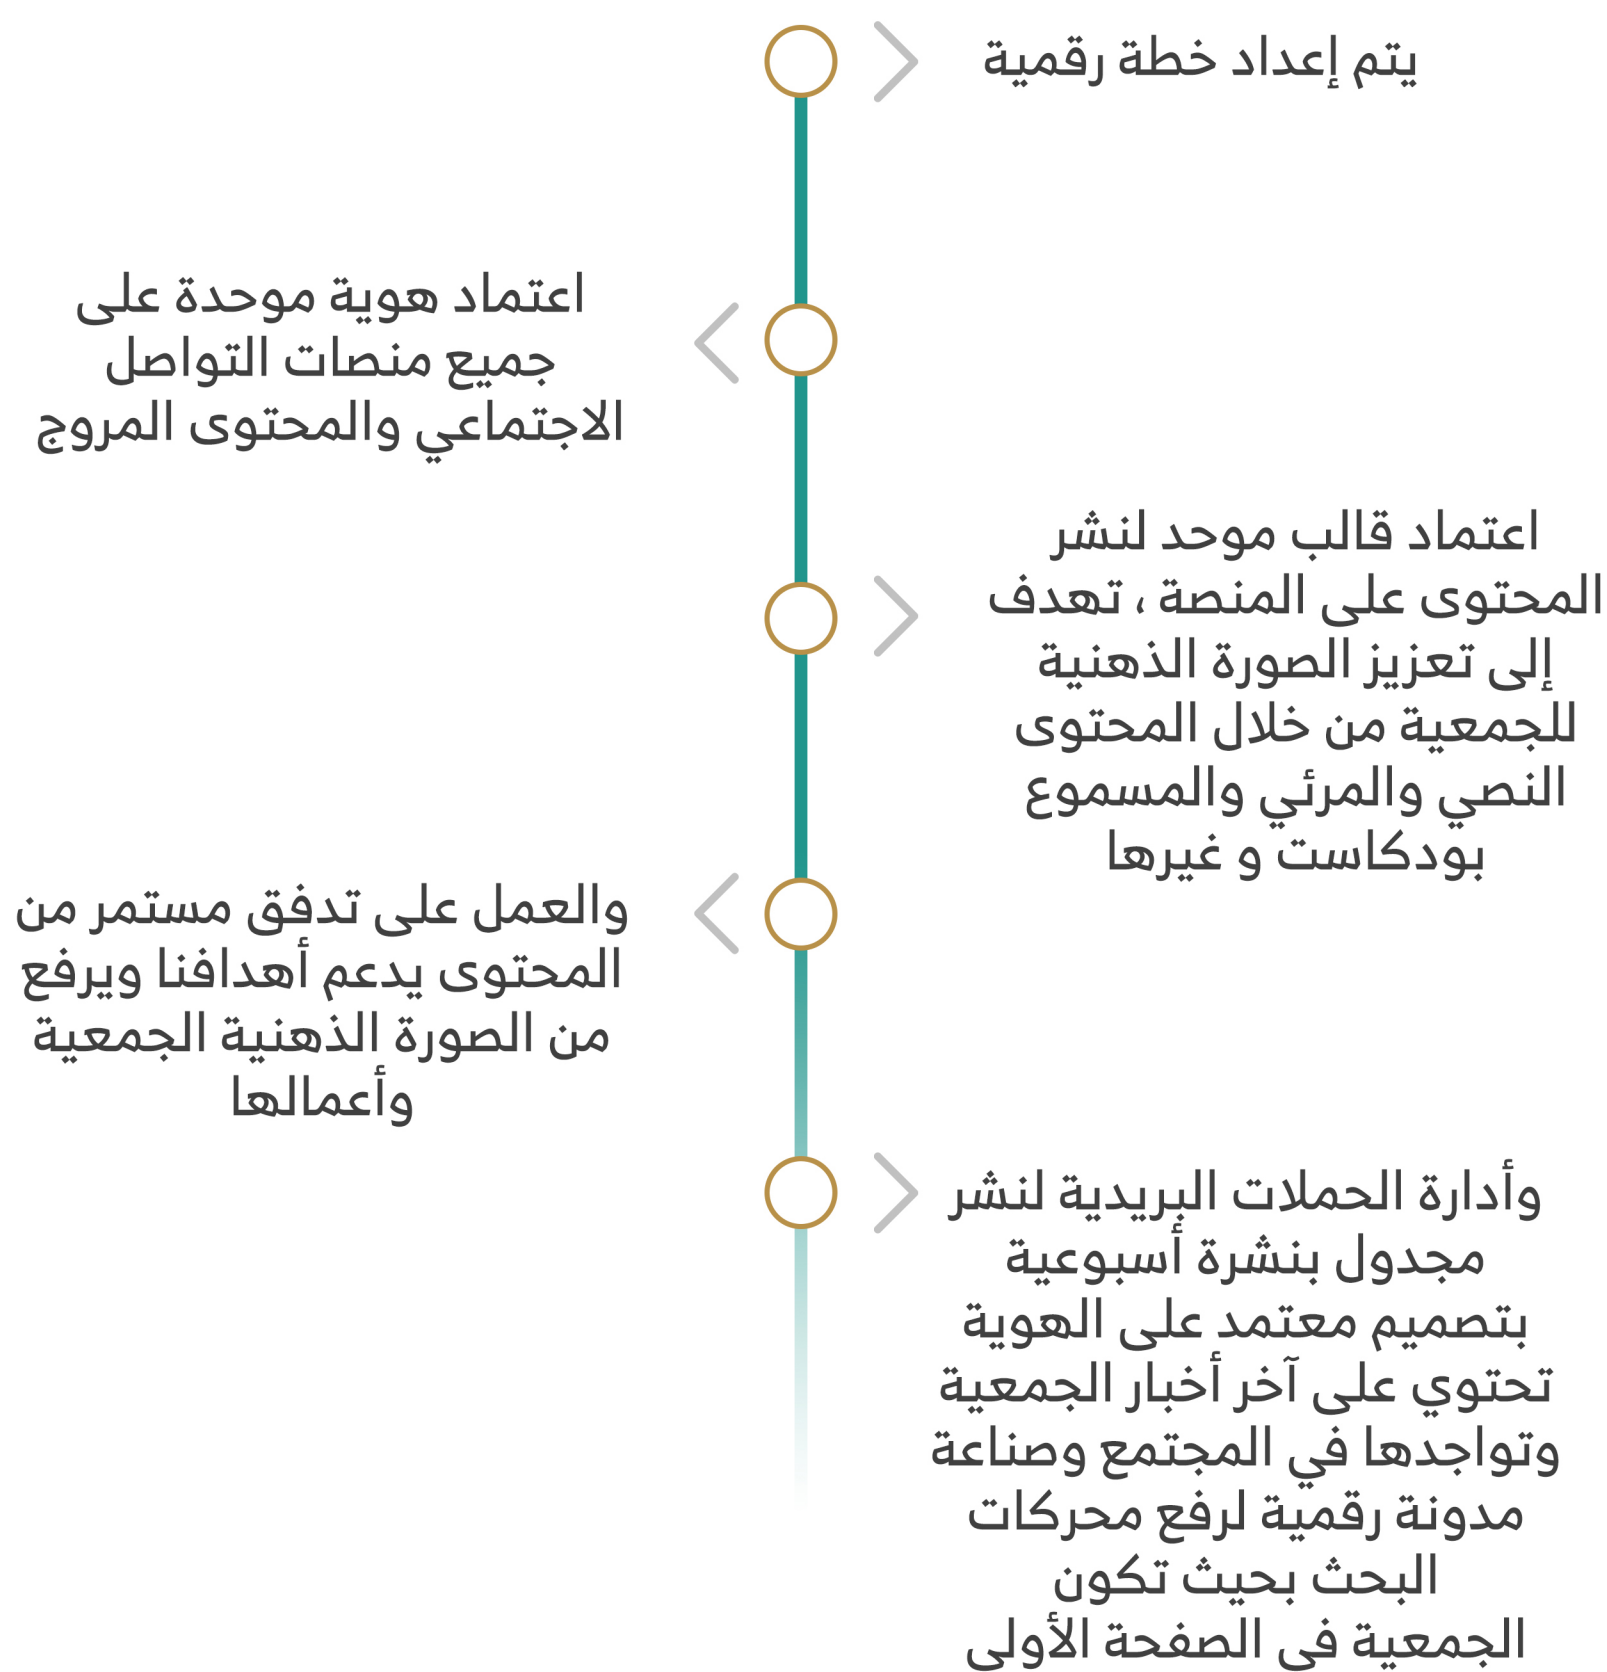 يتم إعداد خطة رقمية
اعتماد هوية موحدة على
جميع منصات التواصل
الاجتماعي والمحتوى المروج
اعتماد قالب موحد لنشر
المحتوى على المنصة ، تهدف
إلى تعزيز الصورة الذهنية
للجمعية من خلال المحتوى
النصي والمرئي والمسموع
بودكاست و غيرها
والعمل على تدفق مستمر من
المحتوى يدعم أهدافنا ويرفع
من الصورة الذهنية الجمعية
وأعمالها
وأدارة الحملات البريدية لنشر
مجدول بنشرة أسبوعية
بتصميم معتمد على الهوية
تحتوي على آخر أخبار الجمعية
وتواجدها في المجتمع وصناعة
مدونة رقمية لرفع محركات
البحث بحيث تكون
الجمعية في الصفحة الأولى